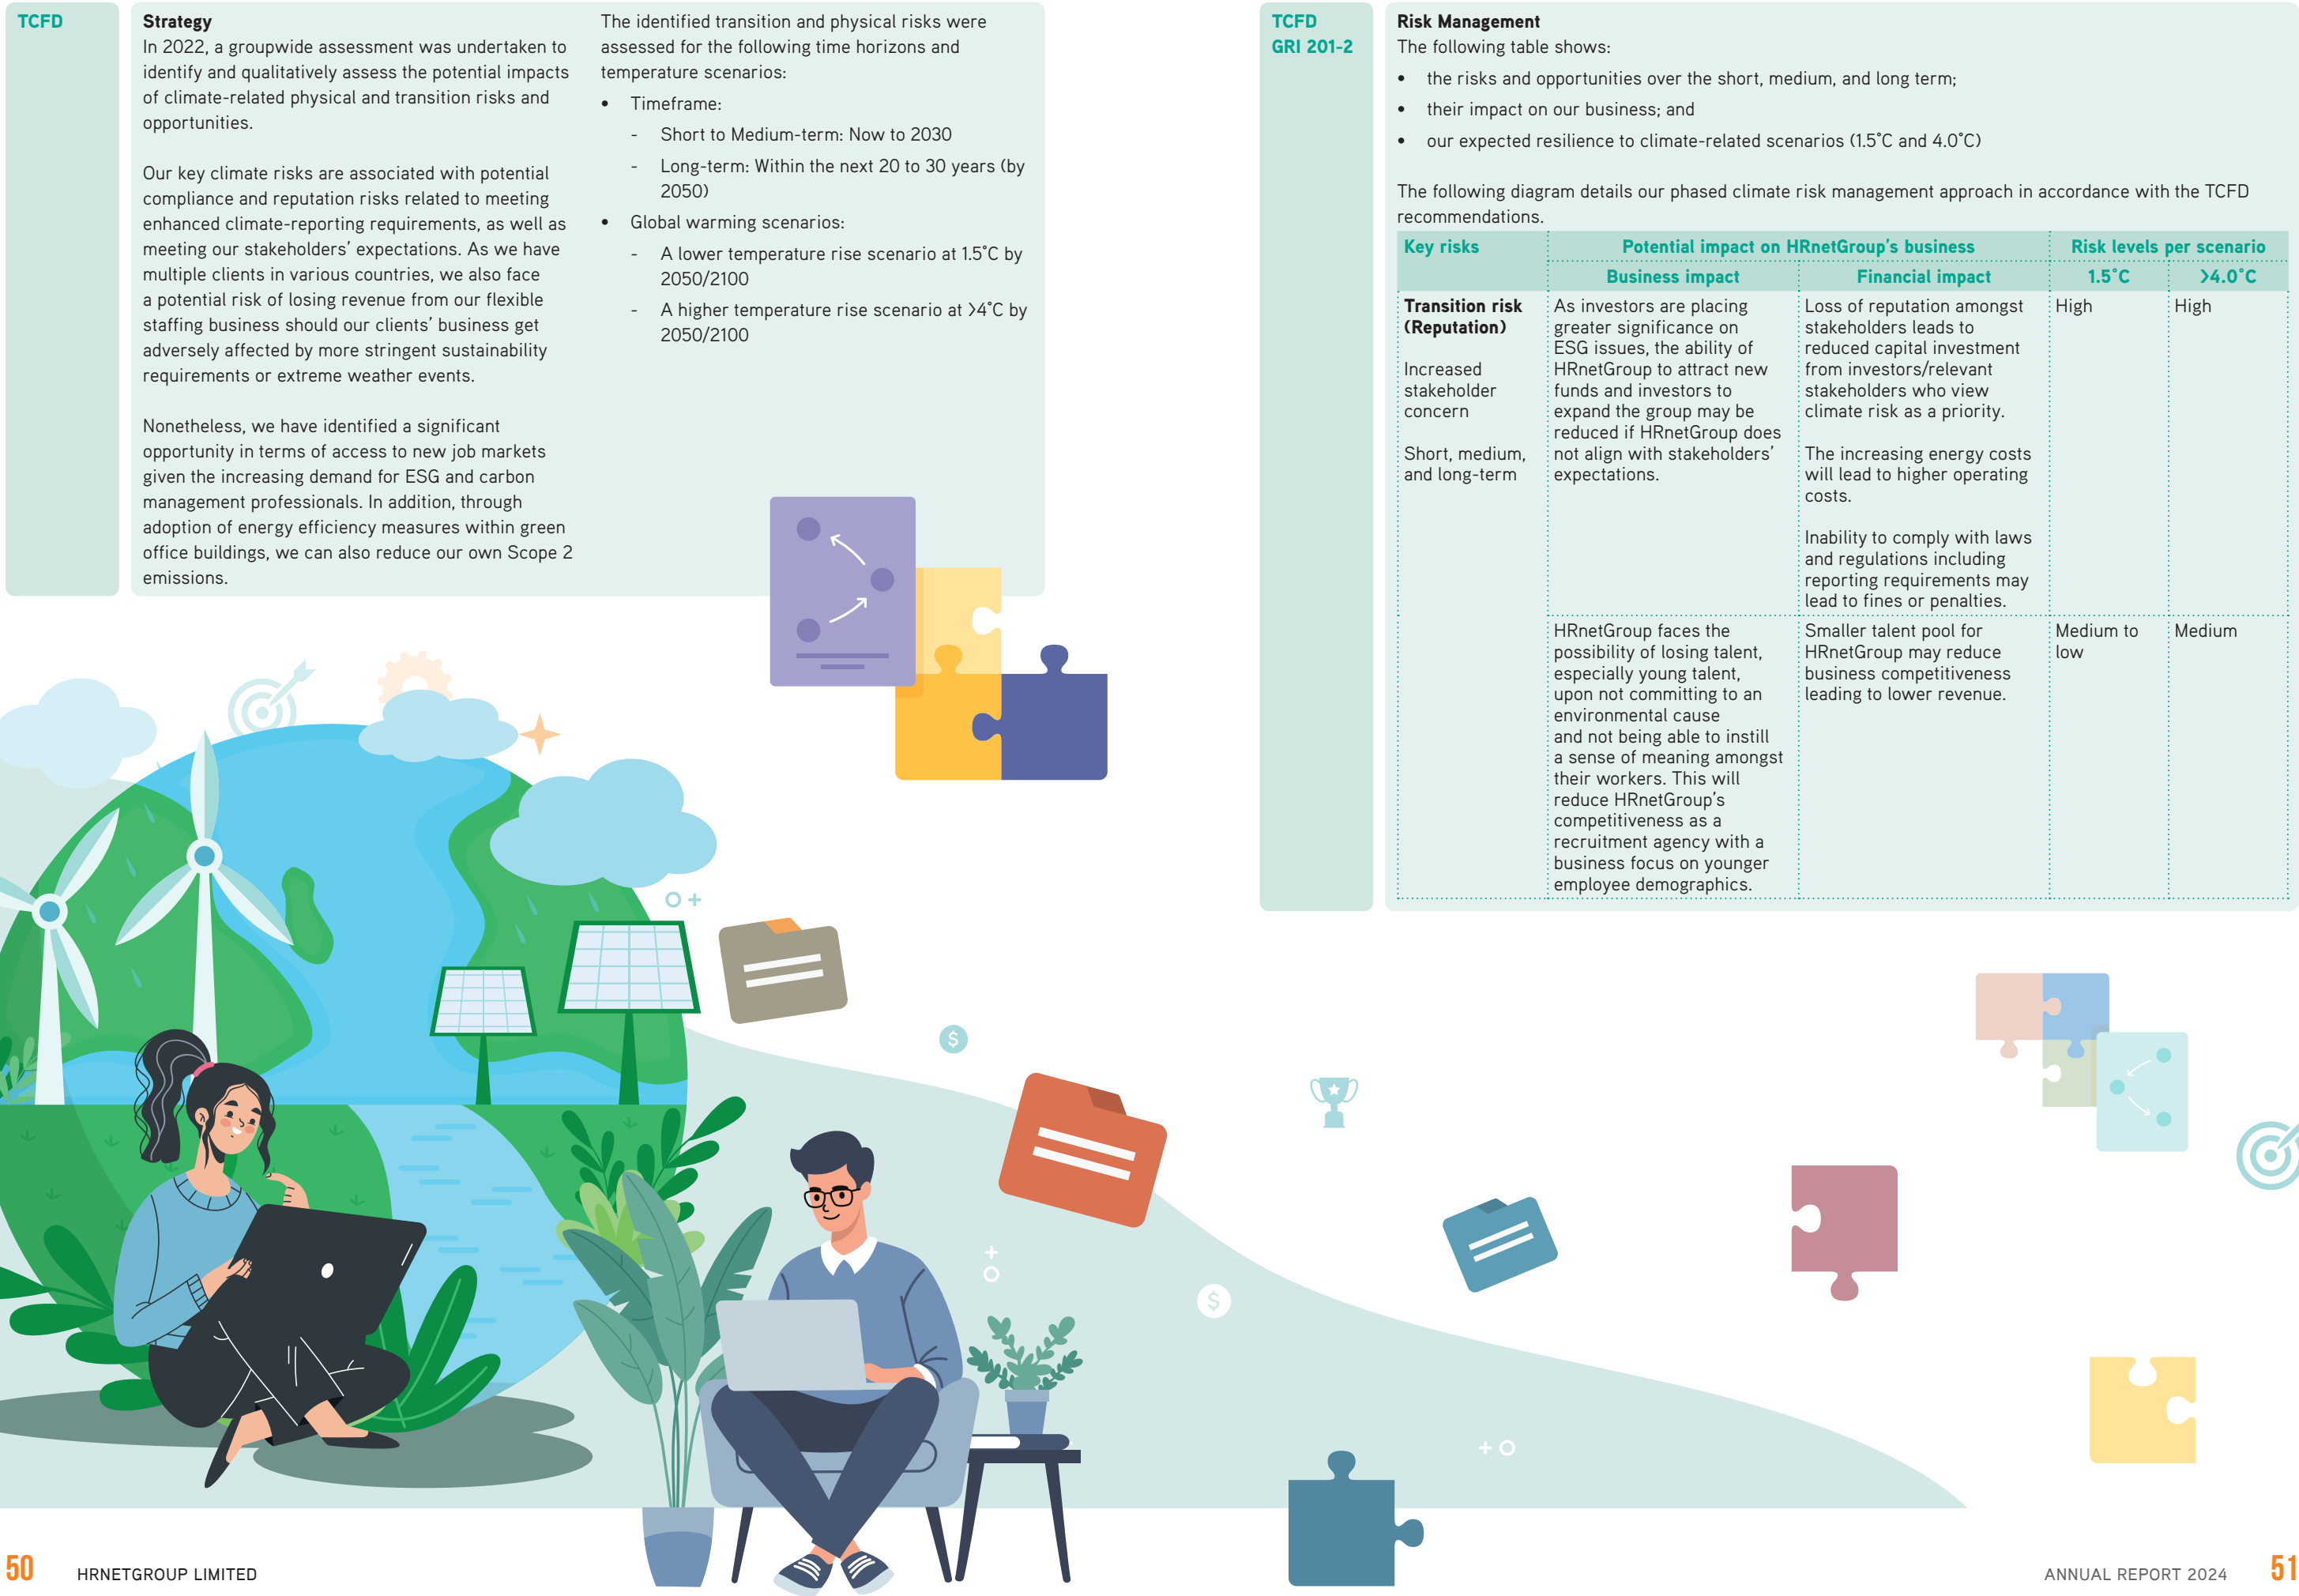 TCFD
Strategy
In 2022, a groupwide assessment was undertaken to
identify and qualitatively assess the potential impacts
of climate-related physical and transition risks and
opportunities.
Our key climate risks are associated with potential
compliance and reputation risks related to meeting
enhanced climate-reporting requirements, as well as
meeting our stakeholders’ expectations. As we have
multiple clients in various countries, we also face
a potential risk of losing revenue from our flexible
staffing business should our clients’ business get
adversely affected by more stringent sustainability
requirements or extreme weather events.
Nonetheless, we have identified a significant
opportunity in terms of access to new job markets
given the increasing demand for ESG and carbon
management professionals. In addition, through
adoption of energy efficiency measures within green
office buildings, we can also reduce our own Scope 2
emissions.
The identified transition and physical risks were
assessed for the following time horizons and
temperature scenarios:
• Timeframe:
- Short to Medium-term: Now to 2030
- Long-term: Within the next 20 to 30 years (by
2050)
• Global warming scenarios:
- A lower temperature rise scenario at 1.5˚C by
2050/2100
- A higher temperature rise scenario at >4˚C by
2050/2100
$
$
50 HRNETGROUP LIMITED
TCFD
GRI 201-2
Risk Management
The following table shows:
• the risks and opportunities over the short, medium, and long term;
• their impact on our business; and
• our expected resilience to climate-related scenarios (1.5˚C and 4.0˚C)
The following diagram details our phased climate risk management approach in accordance with the TCFD
recommendations.
Key risks
Potential impact on HRnetGroup’s business
Risk levels per scenario
Business impact
Financial impact
1.5˚C
>4.0˚C
Transition risk
(Reputation)
Increased
stakeholder
concern
Short, medium,
and long-term
As investors are placing
greater significance on
ESG issues, the ability of
HRnetGroup to attract new
funds and investors to
expand the group may be
reduced if HRnetGroup does
not align with stakeholders’
expectations.
Loss of reputation amongst
stakeholders leads to
reduced capital investment
from investors/relevant
stakeholders who view
climate risk as a priority.
The increasing energy costs
will lead to higher operating
costs.
Inability to comply with laws
and regulations including
reporting requirements may
lead to fines or penalties.
High
High
HRnetGroup faces the
possibility of losing talent,
especially young talent,
upon not committing to an
environmental cause
and not being able to instill
a sense of meaning amongst
their workers. This will
reduce HRnetGroup’s
competitiveness as a
recruitment agency with a
business focus on younger
employee demographics.
Smaller talent pool for
HRnetGroup may reduce
business competitiveness
leading to lower revenue.
Medium to
low
Medium
ANNUAL REPORT 2024 51